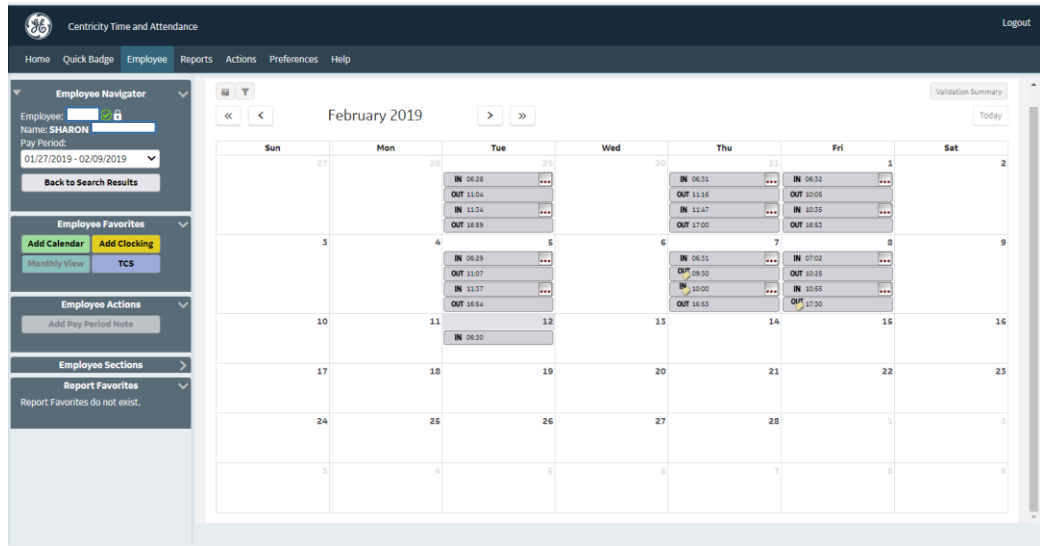 Centricity Time and Attendance
Logout
Home Quick Badge Employee Reports Actions Preferences Help
Employee Navigator
Employee:
Name: SHARON
Pay Period:
01/27/2019 - 02/09/2019
Back to Search Results
Employee Favorites
Add Calendar Add Clocking
Monthly View TCS
Employee Actions
Add Pay Period Note
Employee Sections
Report Favorites
Report Favorites do not exist.
Validation Summary
« < February 2019 > » Today
Sun Mon Tue Wed Thu Fri Sat
27 28 29 30 31 1 2
IN 06:28 IN 06:31 IN 06:32
OUT 11:04 OUT 11:16 OUT 10:05
IN 11:34 IN 11:47 IN 10:35
OUT 16:59 OUT 17:00 OUT 16:53
3 4 5 6 7 8 9
IN 06:29 IN 06:31 IN 07:02
OUT 11:07 OUT 09:30 OUT 10:25
IN 11:37 IN 10:00 IN 10:55
OUT 16:54 OUT 16:53 OUT 17:30
10 11 12 13 14 15 16
IN 06:30
17 18 19 20 21 22 23
24 25 26 27 28 1 2
3 4 5 6 7 8 9